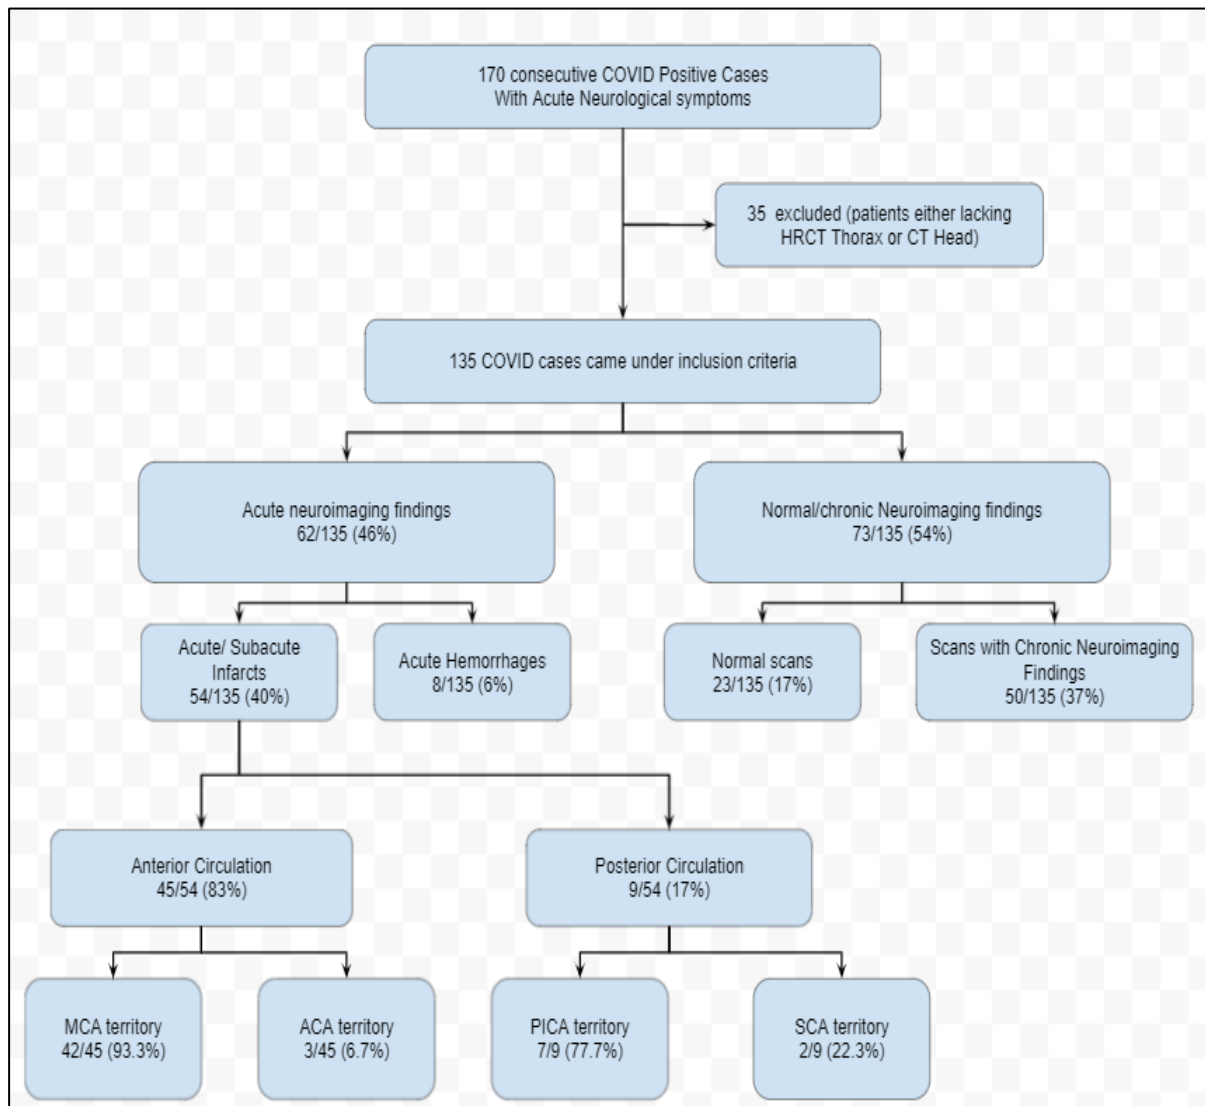 170 consecutive COVID Positive Cases
With Acute Neurological symptoms
35 excluded (patients either lacking
HRCT Thorax or CT Head)
135 COVID cases came under inclusion criteria
Acute neuroimaging findings
62/135 (46%)
Normal/chronic Neuroimaging findings
73/135 (54%)
Acute/ Subacute
Infarcts
54/135 (40%)
Acute Hemorrhages
8/135 (6%)
Normal scans
23/135 (17%)
Scans with Chronic Neuroimaging
Findings
50/135 (37%)
Anterior Circulation
45/54 (83%)
Posterior Circulation
9/54 (17%)
MCA territory
42/45 (93.3%)
ACA territory
3/45 (6.7%)
PICA territory
7/9 (77.7%)
SCA territory
2/9 (22.3%)